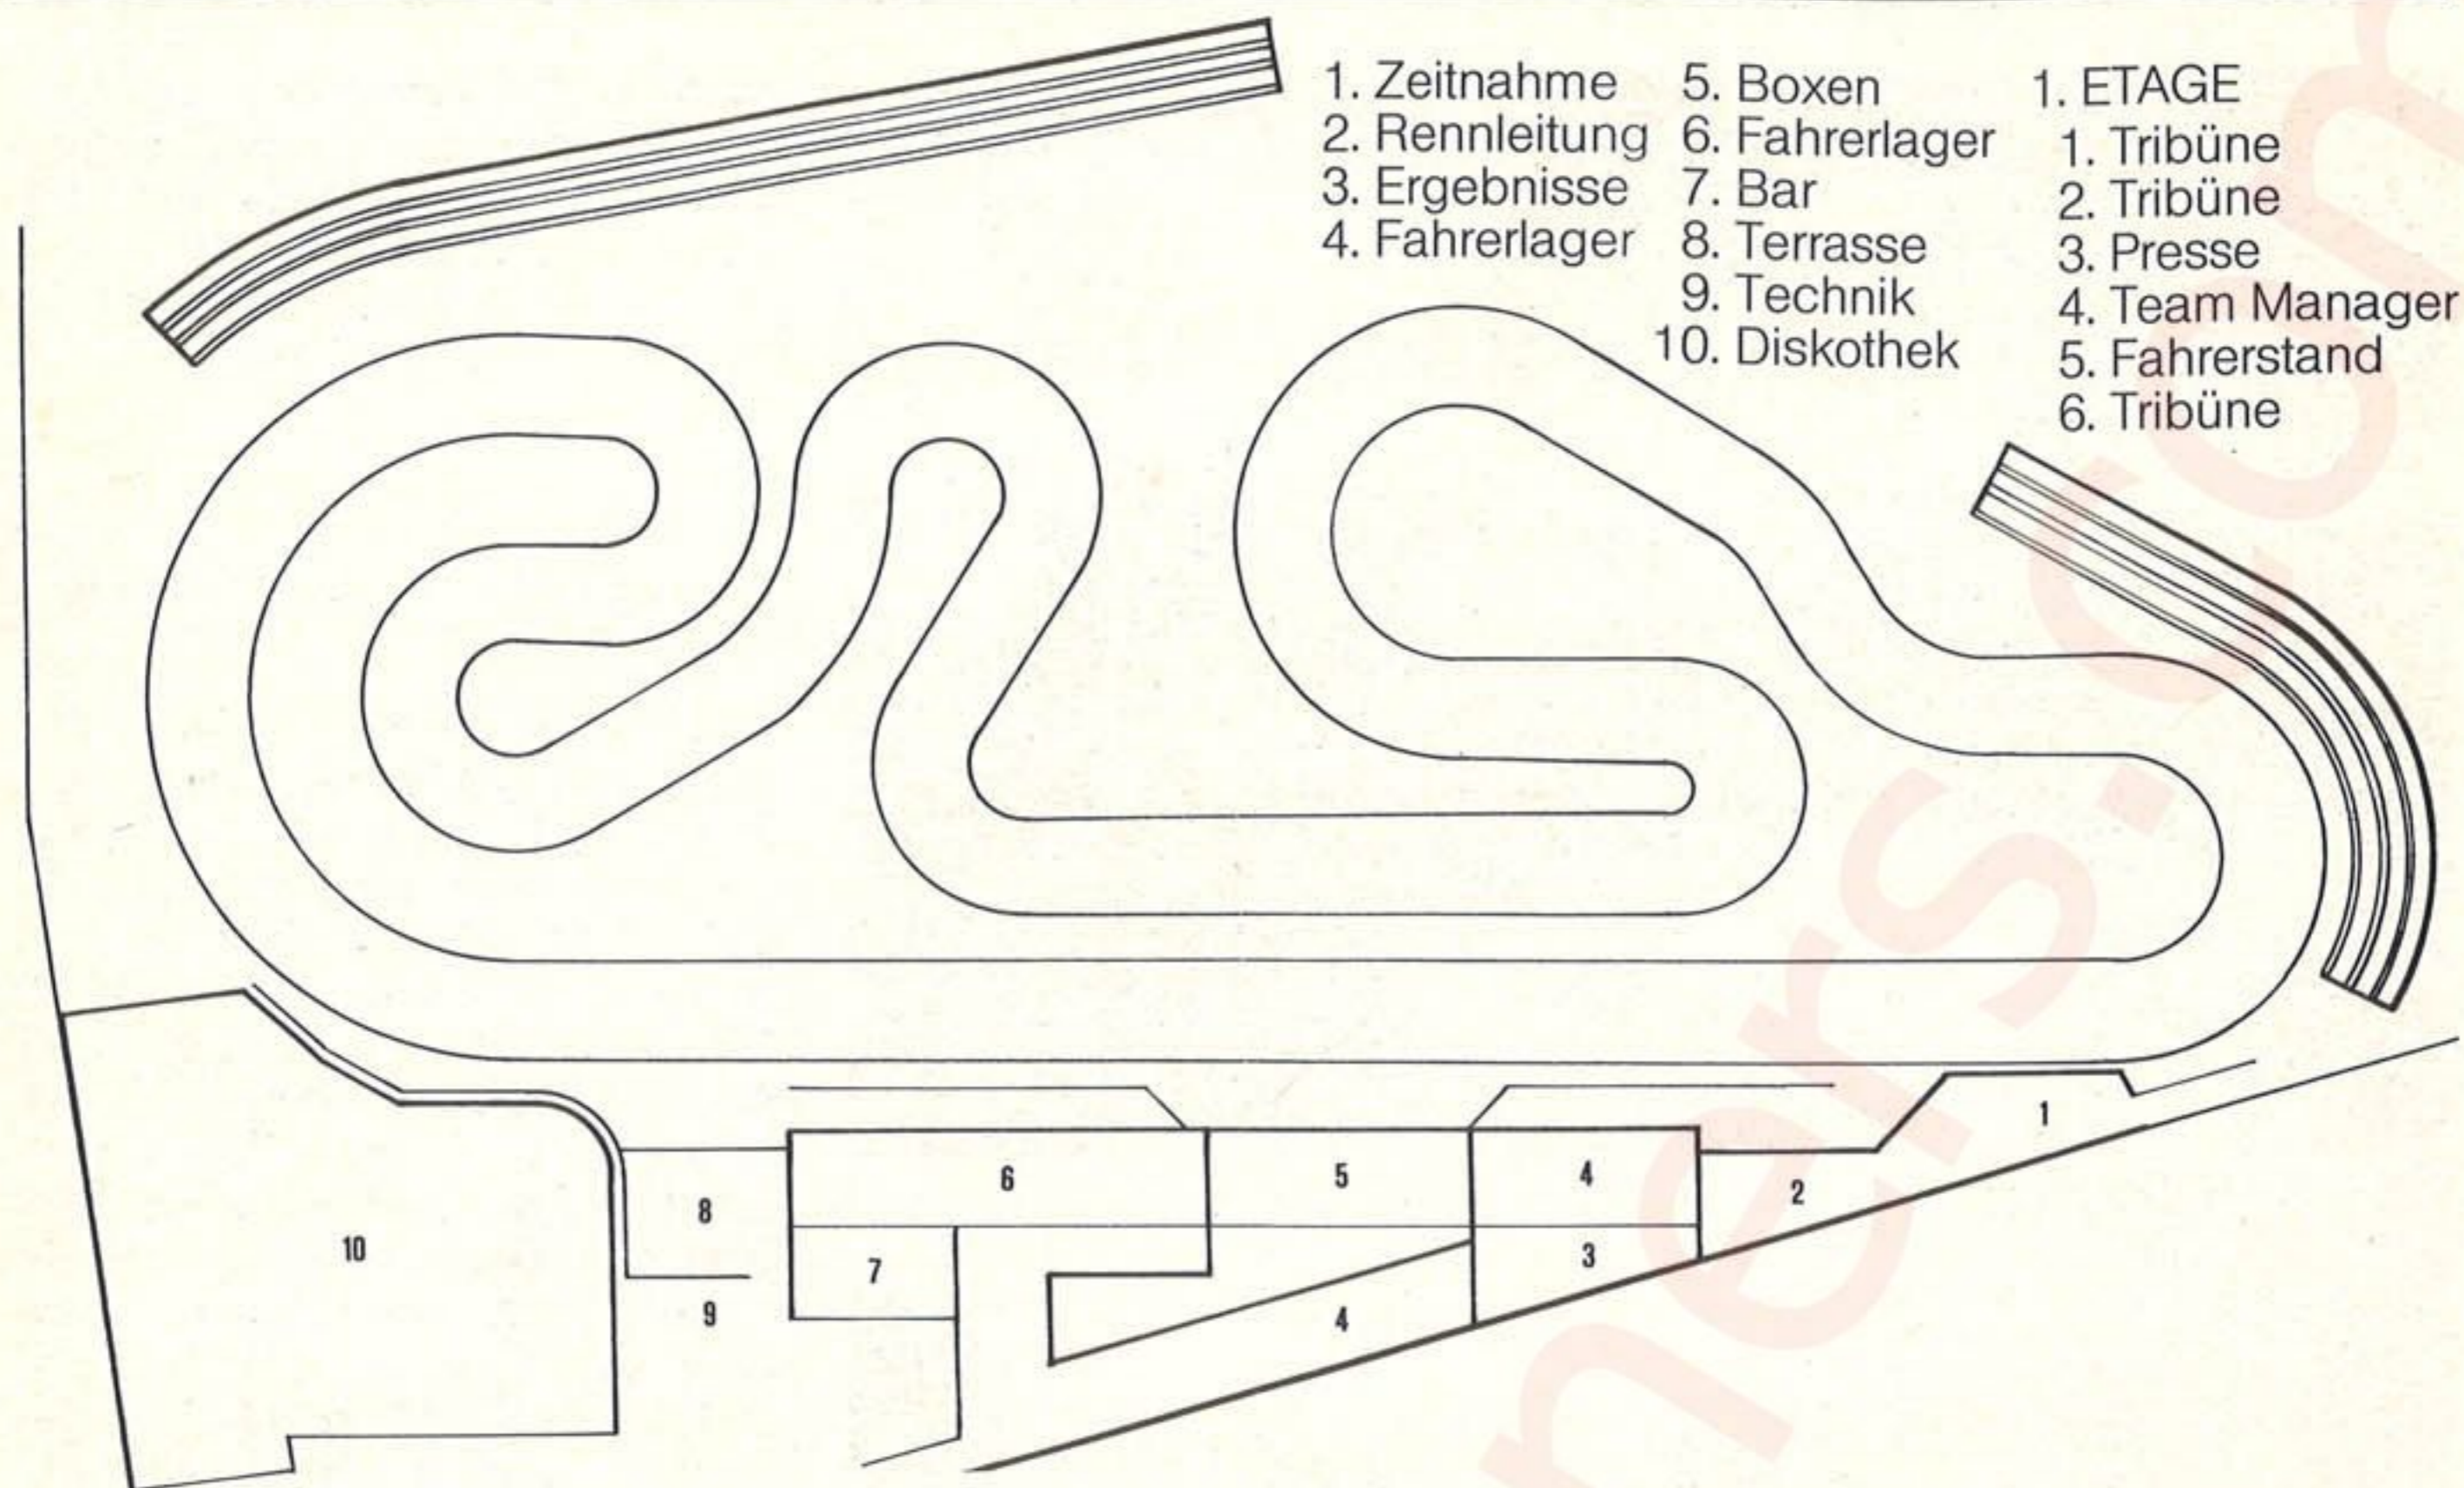 1. Zeitnahme
2. Rennleitung
3. Ergebnisse
4. Fahrerlager
5. Boxen
6. Fahrerlager
7. Bar
8. Terrasse
9. Technik
10. Diskothek
1. ETAGE
1. Tribüne
2. Tribüne
3. Presse
4. Team Manager
5. Fahrerstand
6. Tribüne
1
2
3
4
5
6
4
7
8
9
10
ners.com